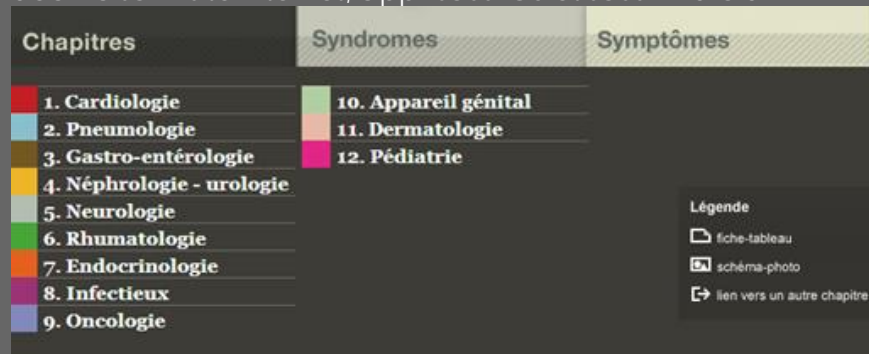 Chapitres
Syndromes
Symptômes
1. Cardiologie
2. Pneumologie
3. Gastro-entérologie
4. Néphrologie - urologie
5. Neurologie
6. Rhumatologie
7. Endocrinologie
8. Infectieux
9. Oncologie
10. Appareil génital
11. Dermatologie
12. Pédiatrie
Légende
fiche-tableau
schéma-photo
lien vers un autre chapitre